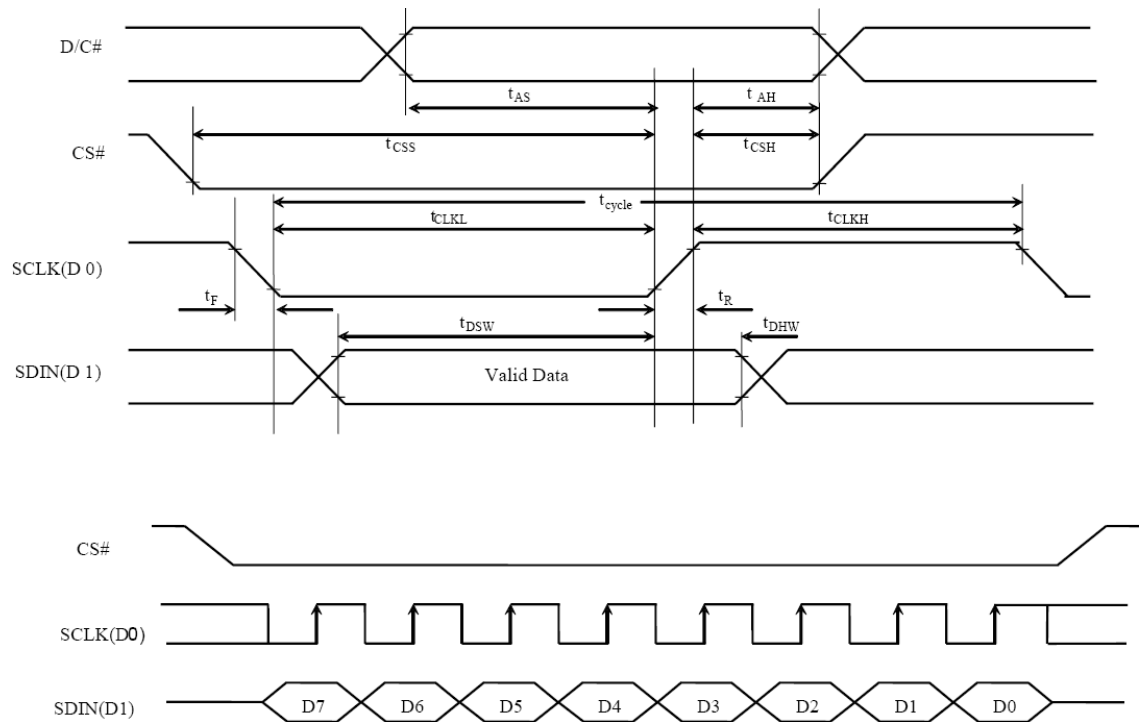 D/C#
tAS
t AH
CS#
tCSS
tCSH
tcycle
tCLKL
tCLKH
SCLK(D 0)
tF
tR
tDSW
tDHW
SDIN(D 1)
Valid Data
CS#
SCLK(D0)
SDIN(D1)
D7 D6 D5 D4 D3 D2 D1 D0